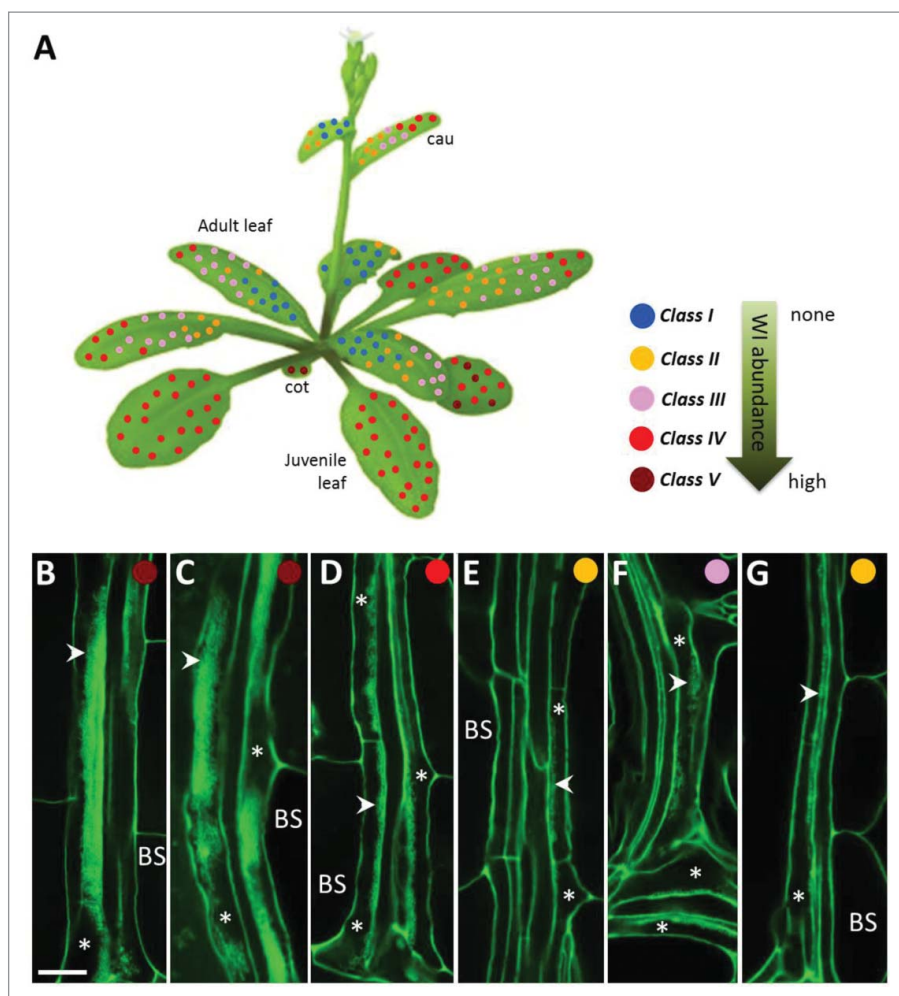 A
cau
Adult leaf
cot
Juvenile
leaf
Class I
Class II
Class III
Class IV
Class V
WI abundance
none
high
B
BS
*
C
*
BS
*
D
*
*
BS
*
E
BS
*
*
F
*
*
*
G
*
BS